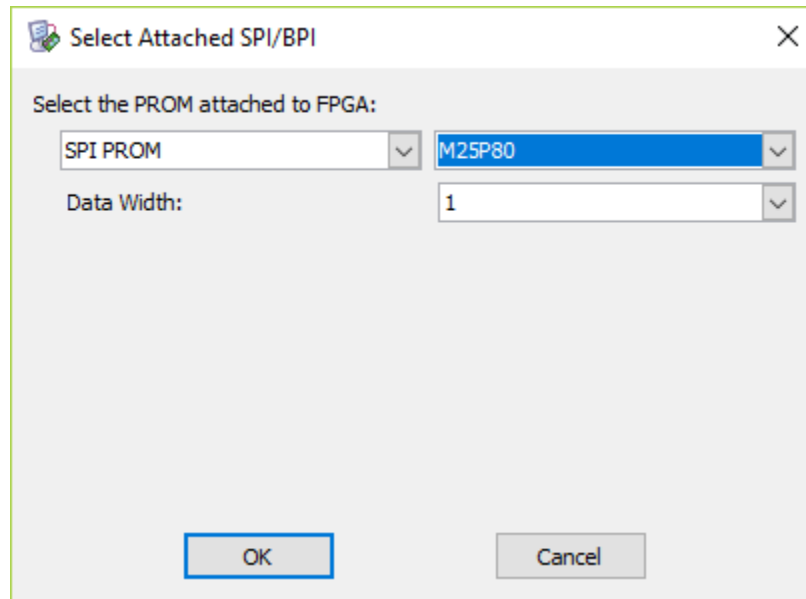 Select Attached SPI/BPI
Select the PROM attached to FPGA:
SPI PROM M25P80
Data Width: 1
OK Cancel